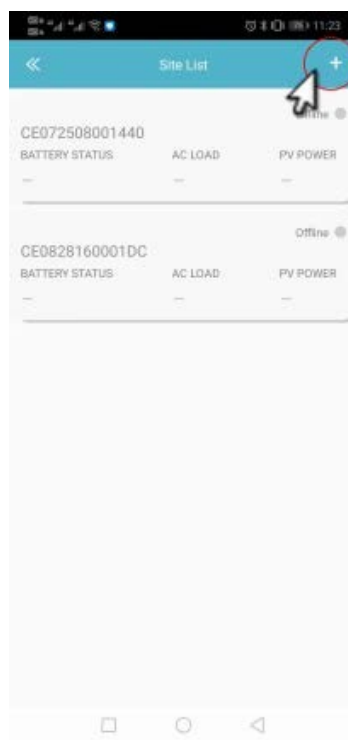 11:23
Site List
+
CE072508001440
BATTERY STATUS AC LOAD PV POWER
— — —
Offline
CE0828160001DC
BATTERY STATUS AC LOAD PV POWER
— — —